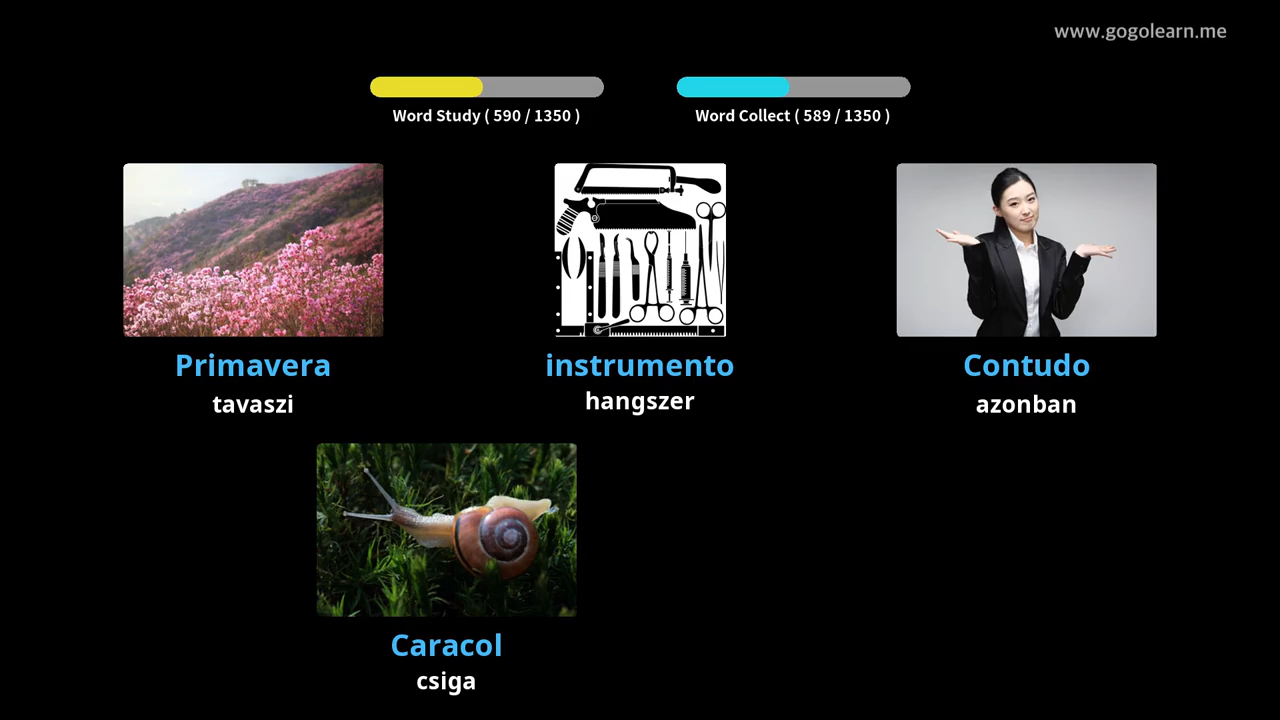 www.gogolearn.me
Word Study ( 590 / 1350 )
Word Collect ( 589 / 1350 )
Primavera
instrumento
Contudo
tavaszi
hangszer
azonban
Caracol
csiga